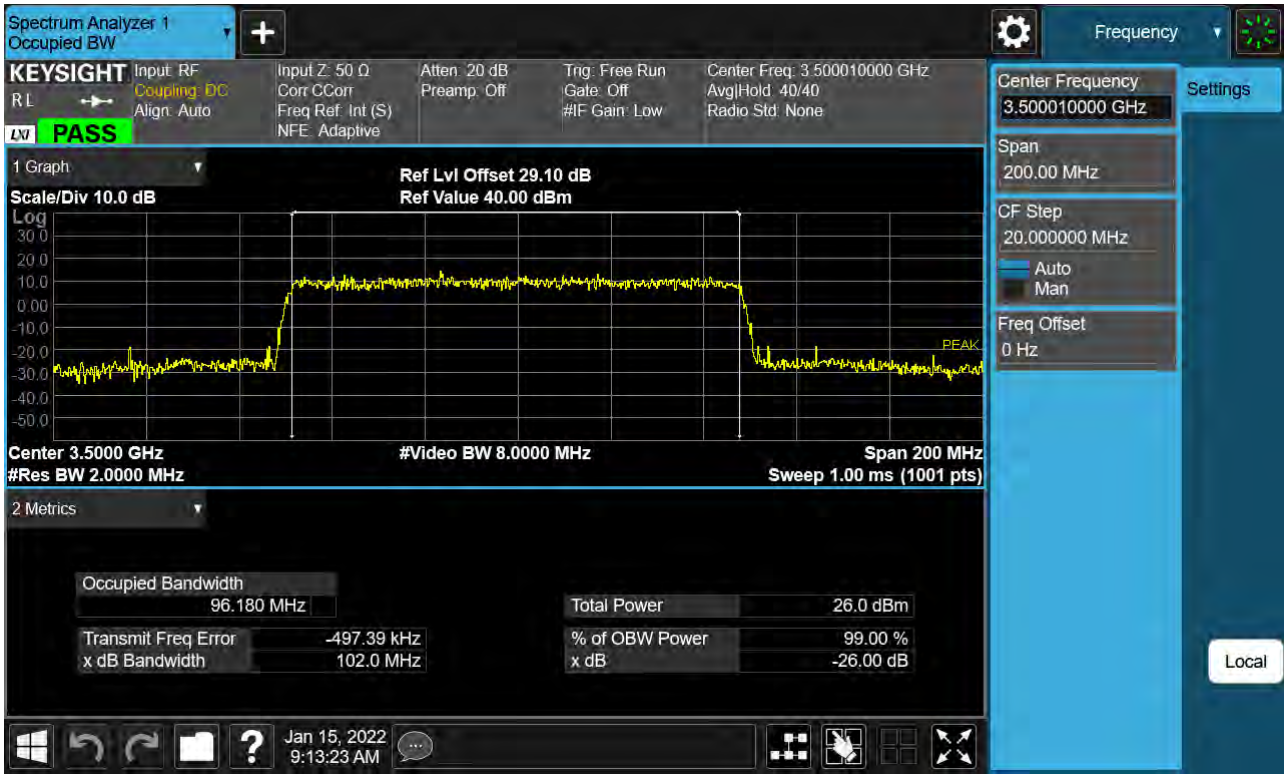 Spectrum Analyzer 1
Occupied BW
Frequency
KEYSIGHT
RL
LXI PASS
Input: RF
Coupling: DC
Align: Auto
Input Z: 50 Ω
Corr CCorr
Freq Ref: Int (S)
NFE: Adaptive
Atten: 20 dB
Preamp: Off
Trig: Free Run
Gate: Off
#IF Gain: Low
Center Freq: 3.500010000 GHz
Avg|Hold: 40/40
Radio Std: None
Center Frequency
3.500010000 GHz
Settings
Span
200.00 MHz
CF Step
20.000000 MHz
Auto
Man
Freq Offset
0 Hz
1 Graph
Scale/Div 10.0 dB
Ref Lvl Offset 29.10 dB
Ref Value 40.00 dBm
Log
30.0
20.0
10.0
0.00
-10.0
-20.0
-30.0
-40.0
-50.0
PEAK
Center 3.5000 GHz
#Video BW 8.0000 MHz
Span 200 MHz
#Res BW 2.0000 MHz
Sweep 1.00 ms (1001 pts)
2 Metrics
Occupied Bandwidth
96.180 MHz
Total Power 26.0 dBm
Transmit Freq Error -497.39 kHz
% of OBW Power 99.00 %
x dB Bandwidth 102.0 MHz
x dB -26.00 dB
Local
?
Jan 15, 2022
9:13:23 AM